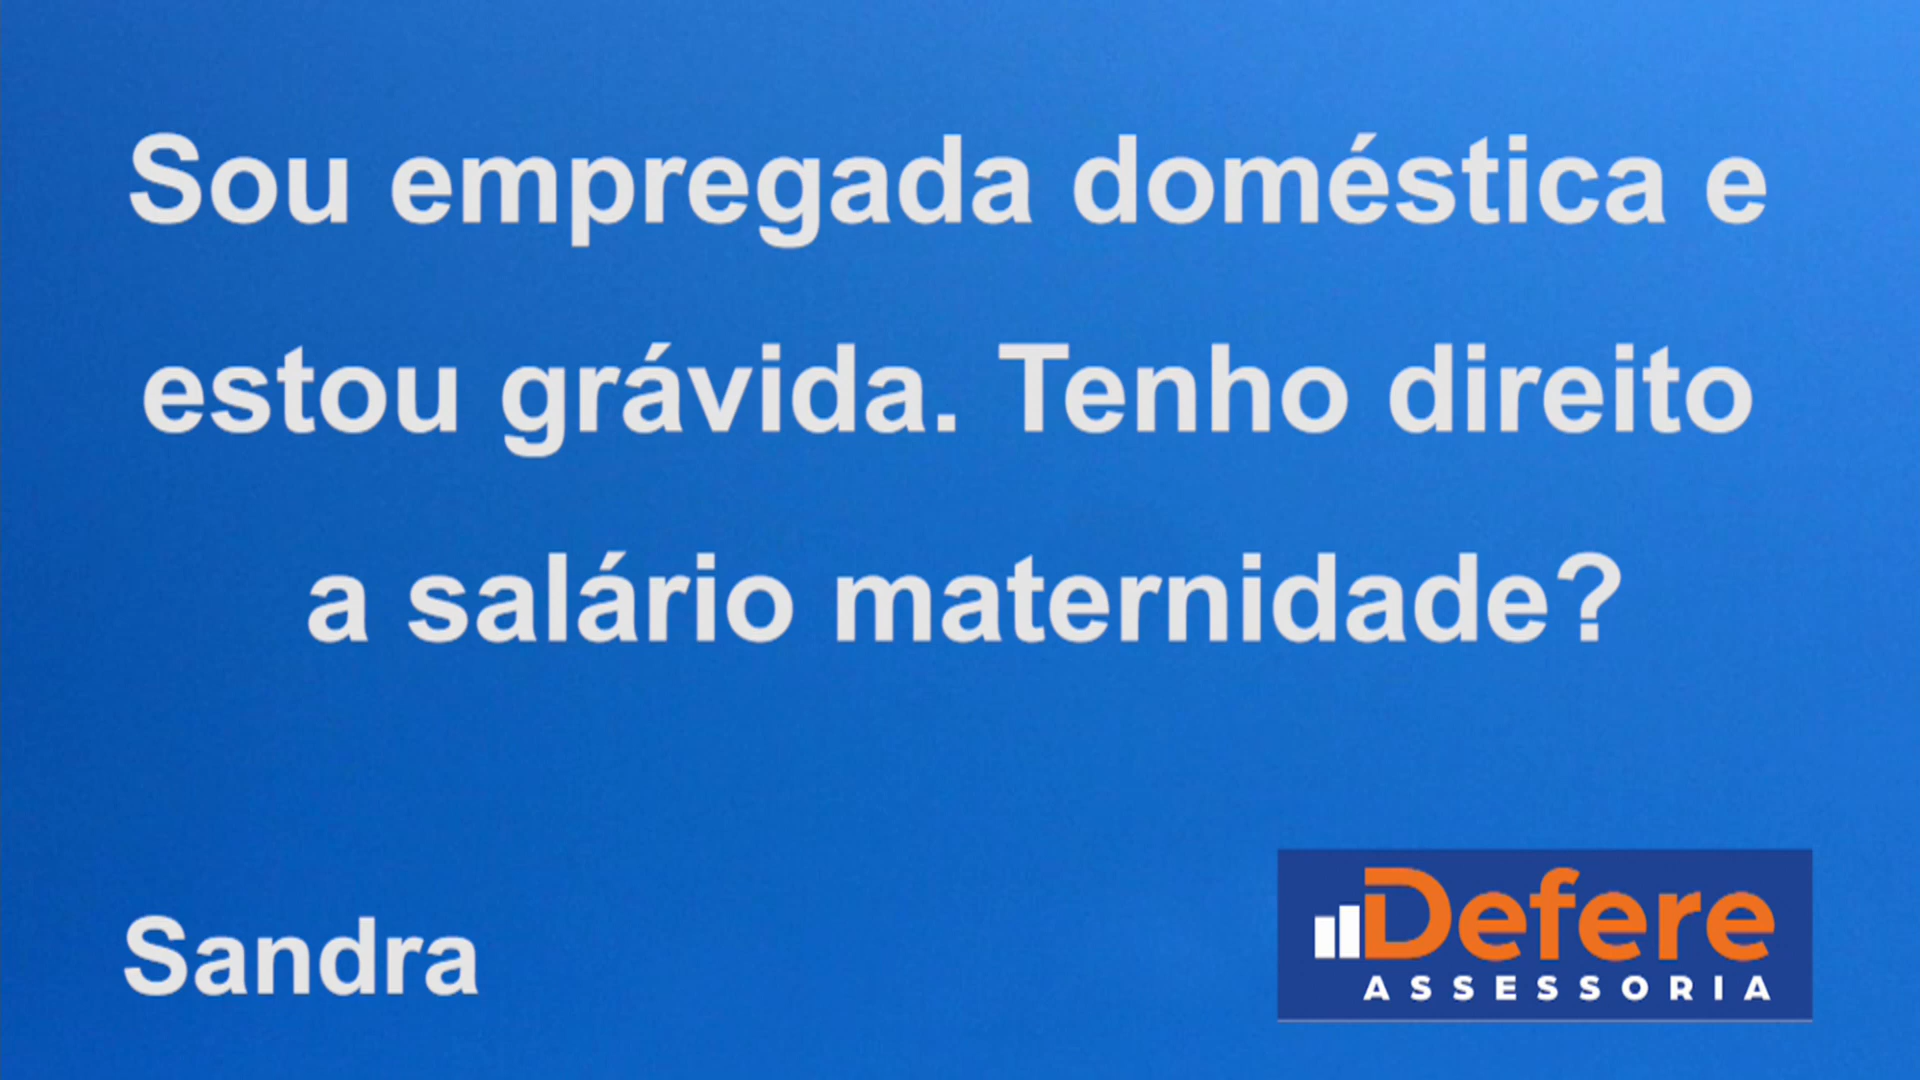 Sou empregada doméstica e
estou grávida. Tenho direito
a salário maternidade?
Sandra
Defere
ASSESSORIA